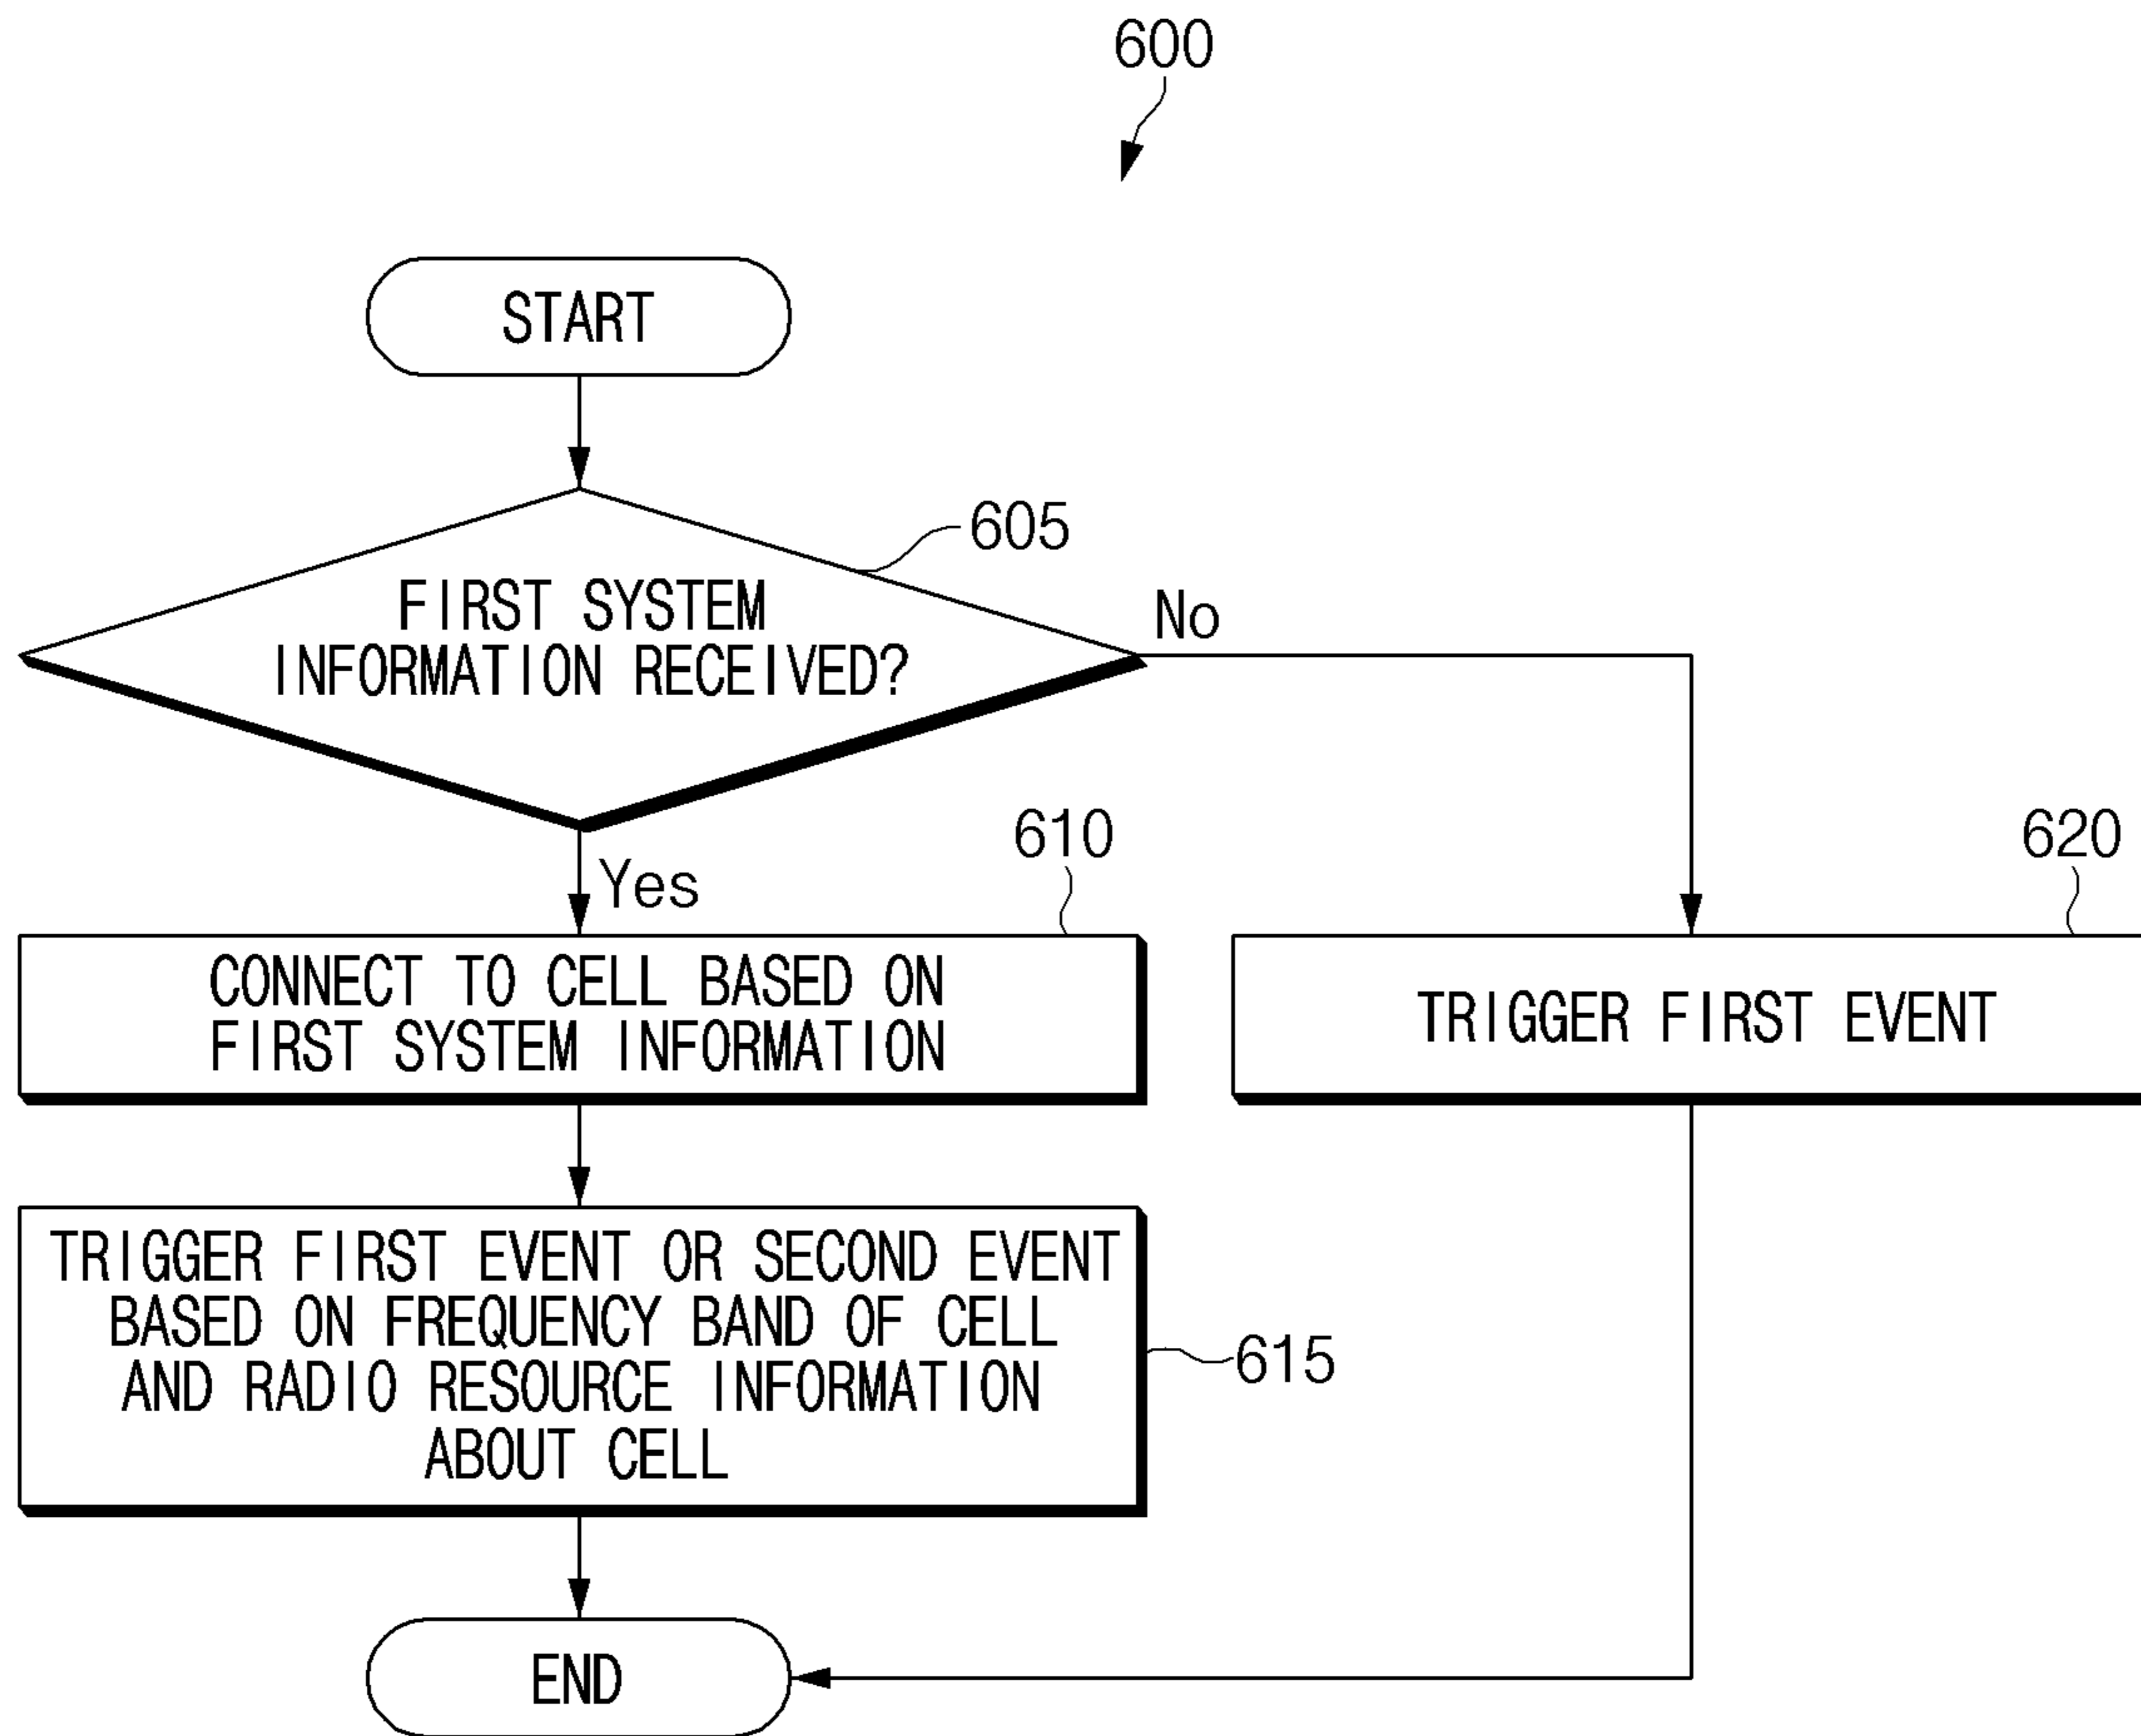 600
START
605
FIRST SYSTEM
INFORMATION RECEIVED?
No
Yes
610
CONNECT TO CELL BASED ON
FIRST SYSTEM INFORMATION
620
TRIGGER FIRST EVENT
TRIGGER FIRST EVENT OR SECOND EVENT
BASED ON FREQUENCY BAND OF CELL
AND RADIO RESOURCE INFORMATION
ABOUT CELL
615
END